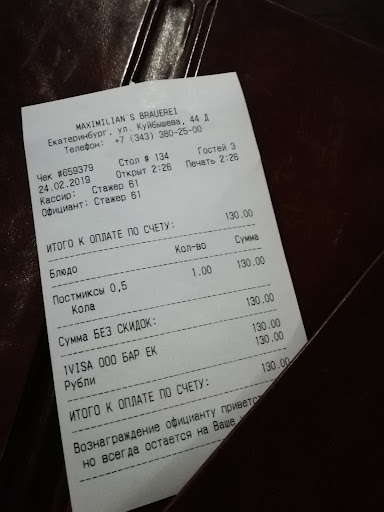 MAXIMILIAN'S BRAUEREI
Екатеринбург, ул. Куйбышева, 44 Д
Телефон: +7 (343) 380-25-00
Чек #659379 Стол # 134 Гостей 3
24.02.2019 Открыт 2:26 Печать 2:26
Кассир: Стажер 61
Официант: Стажер 61
ИТОГО К ОПЛАТЕ ПО СЧЕТУ: 130.00
Блюдо Кол-во Сумма
Постмиксы 0,5 1.00 130.00
Кола
Сумма БЕЗ СКИДОК: 130.00
1VISA ООО БАР ЕК 130.00
Рубли 130.00
ИТОГО К ОПЛАТЕ ПО СЧЕТУ: 130.00
Вознаграждение официанту приветст
но всегда остается на Ваше